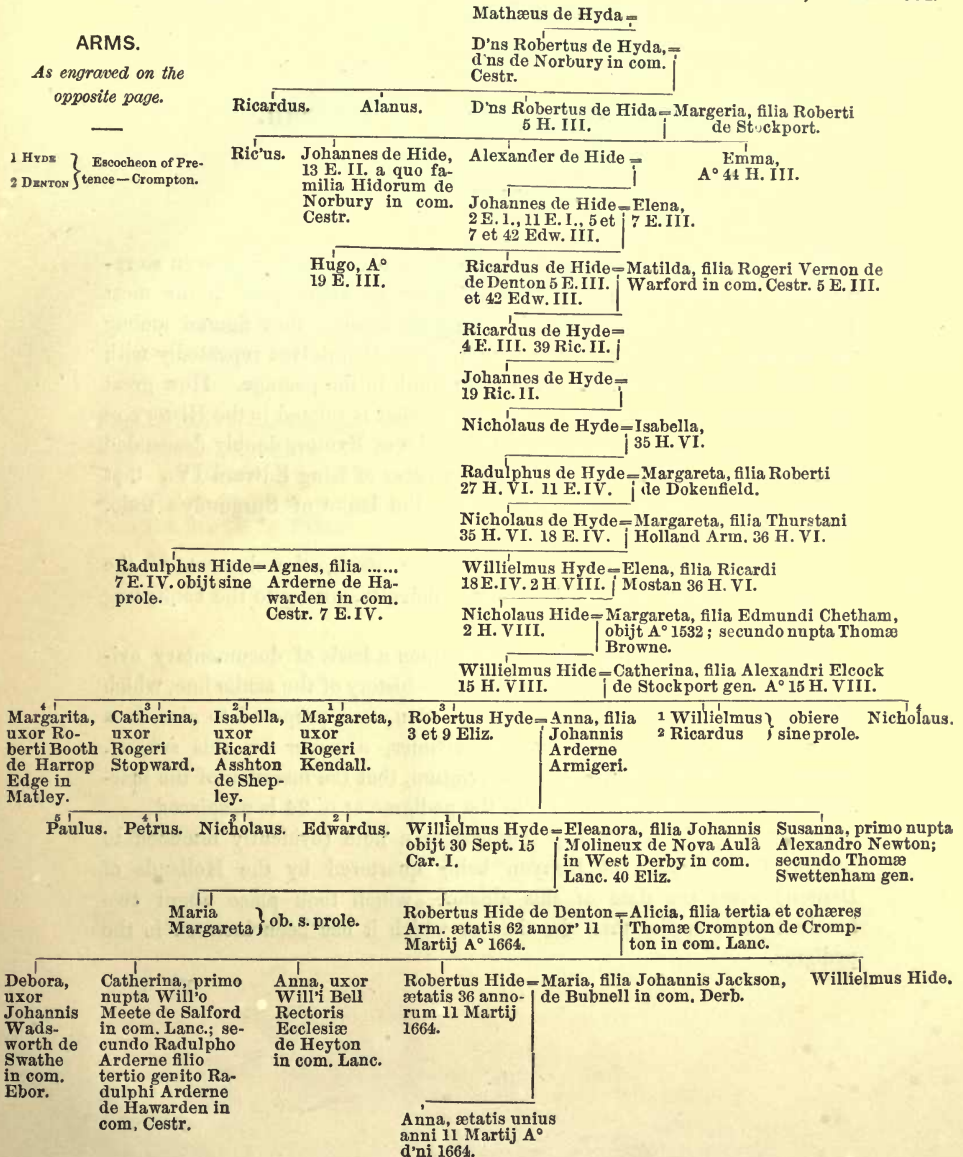 Mathæus de Hyda=
ARMS.
As engraved on the
opposite page.
1 HYDE } Escocheon of Pre-
2 DENTON } tence—Crompton.
D'ns Robertus de Hyda,=
d'ns de Norbury in com.
Cestr.
Ricardus. Alanus. D'ns Robertus de Hida=Margeria, filia Roberti
5 H. III. de Stockport.
Ric'us.
Johannes de Hide,
13 E. II. a quo fa-
milia Hidorum de
Norbury in com.
Cestr.
Alexander de Hide=
Emma,
A° 44 H. III.
Johannes de Hide=Elena,
2 E. I., 11 E. I., 5 et 7 E. III.
7 et 42 Edw. III.
Hugo, A°
19 E. III.
Ricardus de Hide=Matilda, filia Rogeri Vernon de
de Denton 5 E. III. Warford in com. Cestr. 5 E. III.
et 42 Edw. III.
Ricardus de Hyde=
4 E. III. 39 Ric. II.
Johannes de Hyde=
19 Ric. II.
Nicholaus de Hyde=Isabella,
35 H. VI.
Radulphus de Hyde=Margareta, filia Roberti
27 H. VI. 11 E. IV. de Dokenfield.
Nicholaus de Hyde=Margareta, filia Thurstani
35 H. VI. 18 E. IV. Holland Arm. 36 H. VI.
Radulphus Hide=Agnes, filia ......
7 E. IV. obijt sine Arderne de Ha-
prole. warden in com.
Cestr. 7 E. IV.
Willielmus Hyde=Elena, filia Ricardi
18 E. IV. 2 H VIII. Mostan 36 H. VI.
Nicholaus Hide=Margareta, filia Edmundi Chetham,
2 H. VIII. obijt A° 1532; secundo nupta Thomæ
Browne.
Willielmus Hide=Catherina, filia Alexandri Elcock
15 H. VIII. de Stockport gen. A° 15 H. VIII.
4
Margarita,
uxor Ro-
berti Booth
de Harrop
Edge in
Matley.
3
Catherina,
uxor
Rogeri
Stopward.
2
Isabella,
uxor
Ricardi
Asshton
de Shep-
ley.
1
Margareta,
uxor
Rogeri
Kendall.
3
Robertus Hyde=Anna, filia
3 et 9 Eliz. Johannis
Arderne
Armigeri.
1 Willielmus } obiere
2 Ricardus } sine prole.
4
Nicholaus.
5 4 3 2 1
Paulus. Petrus. Nicholaus. Edwardus. Willielmus Hyde=Eleanora, filia Johannis
obijt 30 Sept. 15 Molineux de Nova Aulâ
Car. I. in West Derby in com.
Lanc. 40 Eliz.
Susanna, primo nupta
Alexandro Newton;
secundo Thomæ
Swettenham gen.
Maria
Margareta } ob. s. prole.
Robertus Hide de Denton=Alicia, filia tertia et cohæres
Arm. ætatis 62 annor' 11 Thomæ Crompton de Cromp-
Martij A° 1664. ton in com. Lanc.
Debora,
uxor
Johannis
Wads-
worth de
Swathe
in com.
Ebor.
Catherina, primo
nupta Will'o
Meete de Salford
in com. Lanc.; se-
cundo Radulpho
Arderne filio
tertio genito Ra-
dulphi Arderne
de Hawarden in
com. Cestr.
Anna, uxor
Will'i Bell
Rectoris
Ecclesiæ
de Heyton
in com. Lanc.
Robertus Hide=Maria, filia Johannis Jackson,
ætatis 36 anno- de Bubnell in com. Derb.
rum 11 Martij
1664.
Willielmus Hide.
Anna, ætatis unius
anni 11 Martij A°
d'ni 1664.